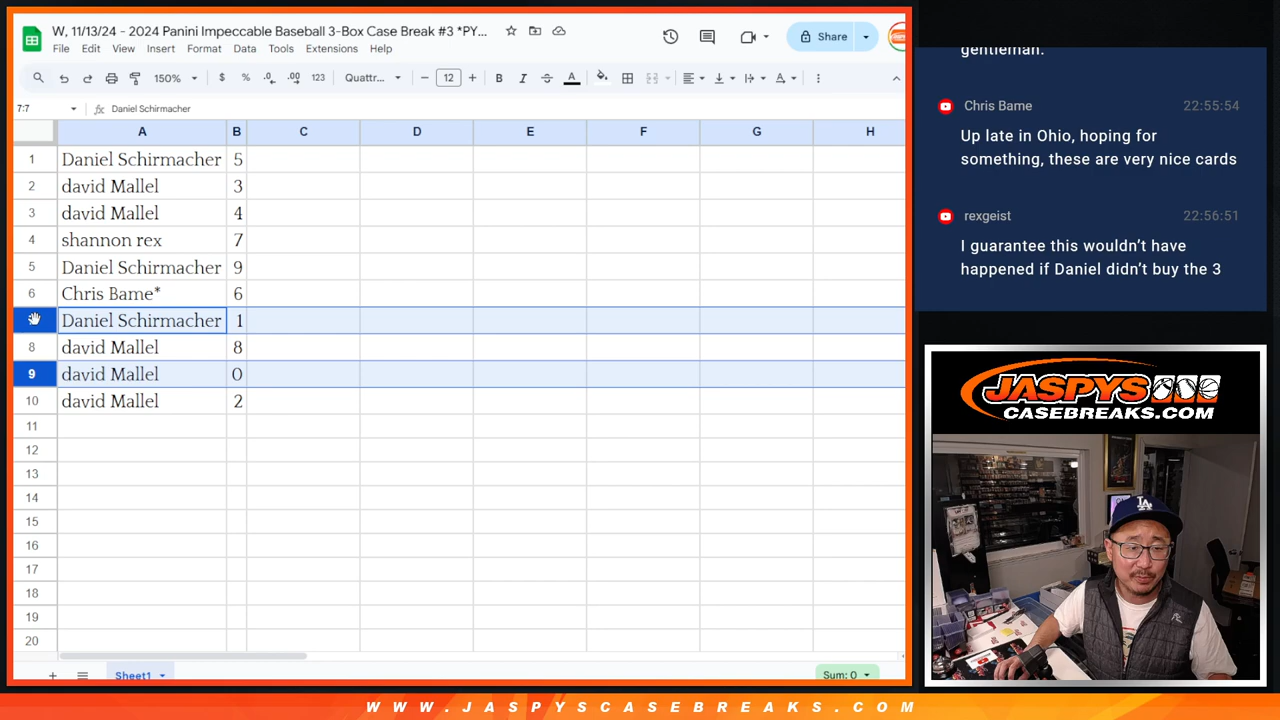 W, 11/13/24 - 2024 Panini Impeccable Baseball 3-Box Case Break #3 *PY...
Share
File Edit View Insert Format Data Tools Extensions Help
150% $ % .0 .00 123 Quattr... − 12 + B I A
7:7 fx Daniel Schirmacher
A B C D E F G H
1 Daniel Schirmacher 5
2 david Mallel 3
3 david Mallel 4
4 shannon rex 7
5 Daniel Schirmacher 9
6 Chris Bame* 6
Daniel Schirmacher 1
8 david Mallel 8
9 david Mallel 0
10 david Mallel 2
11
12
13
14
15
16
17
18
19
20
+ Sheet1 Sum: 0
gentleman.
Chris Bame 22:55:54
Up late in Ohio, hoping for
something, these are very nice cards
rexgeist 22:56:51
I guarantee this wouldn't have
happened if Daniel didn't buy the 3
JASPYS
CASEBREAKS.COM
LA
WWW.JASPYSCASEBREAKS.COM